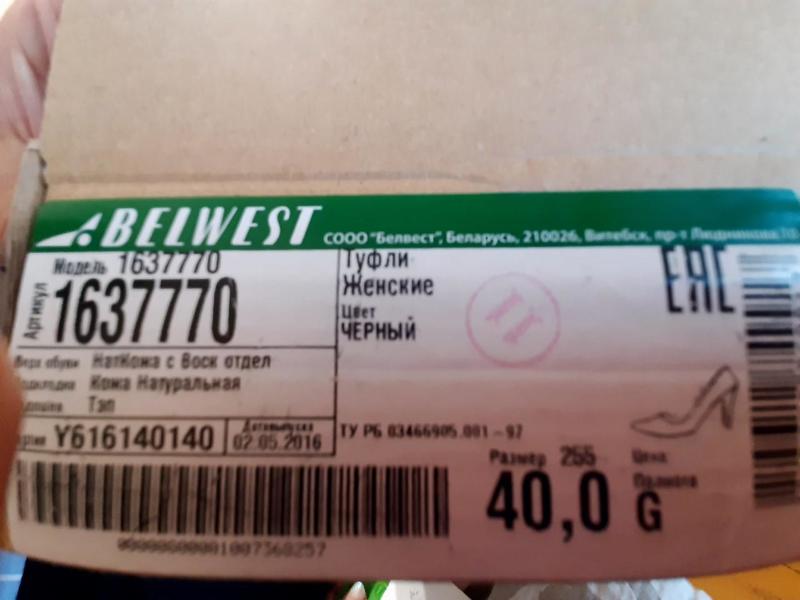 BELWEST СООО "Белвест", Беларусь, 210026, Витебск, пр-т Людникова,10
Модель 1637770
Артикул 1637770
Туфли
Женские
Цвет
ЧЕРНЫЙ
II
EAC
Верх обуви НатКожа с Воск отдел
Подкладка Кожа Натуральная
Подошва Тэп
Партия Y616140140
Дата выпуска
02.05.2016
ТУ РБ 03466905.001-97
Размер 255
40,0
Цена
Полнота
G